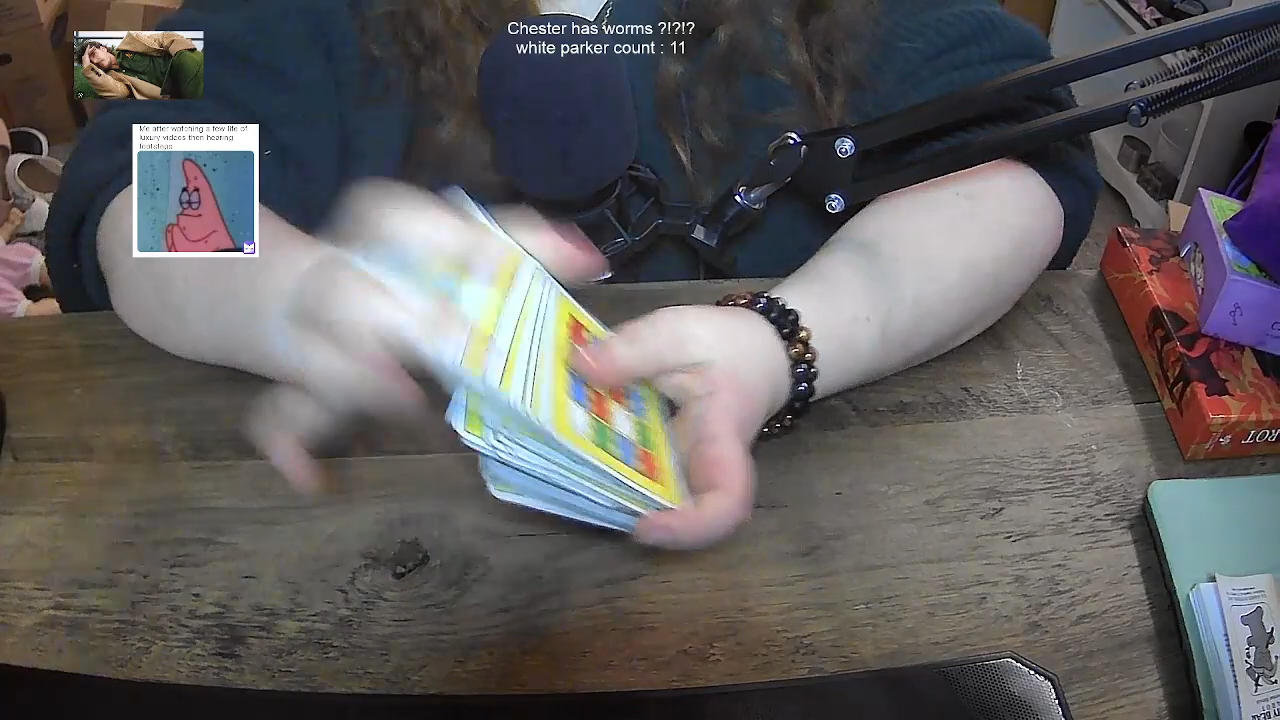 Chester has worms ?!?!?
white parker count : 11
Me after watching a few life of
luxury videos then hearing
footsteps